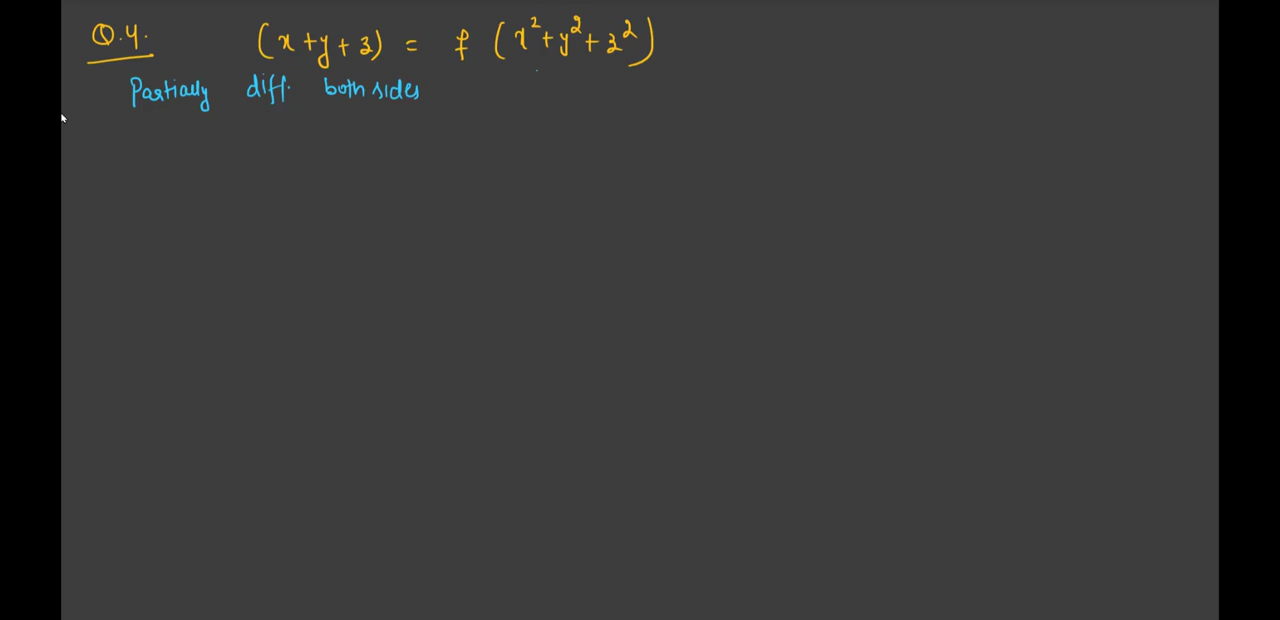 Q.4. (x+y+z) = f (x²+y²+z²)
Partially diff. both sides